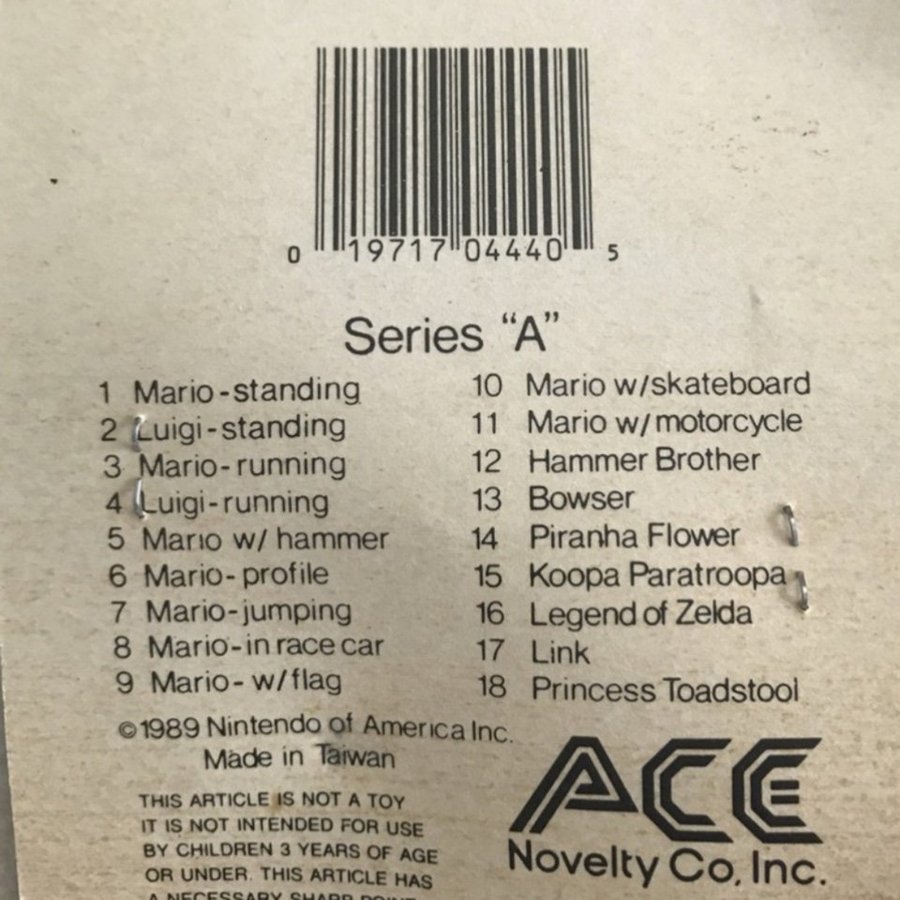 0 19717 04440 5
Series “A”
1 Mario-standing
2 Luigi-standing
3 Mario-running
4 Luigi-running
5 Mario w/ hammer
6 Mario-profile
7 Mario-jumping
8 Mario-in race car
9 Mario- w/flag
10 Mario w/skateboard
11 Mario w/motorcycle
12 Hammer Brother
13 Bowser
14 Piranha Flower
15 Koopa Paratroopa
16 Legend of Zelda
17 Link
18 Princess Toadstool
©1989 Nintendo of America Inc.
Made in Taiwan
THIS ARTICLE IS NOT A TOY
IT IS NOT INTENDED FOR USE
BY CHILDREN 3 YEARS OF AGE
OR UNDER. THIS ARTICLE HAS
A NECESSARY SHARP POINT
ACE
Novelty Co, Inc.